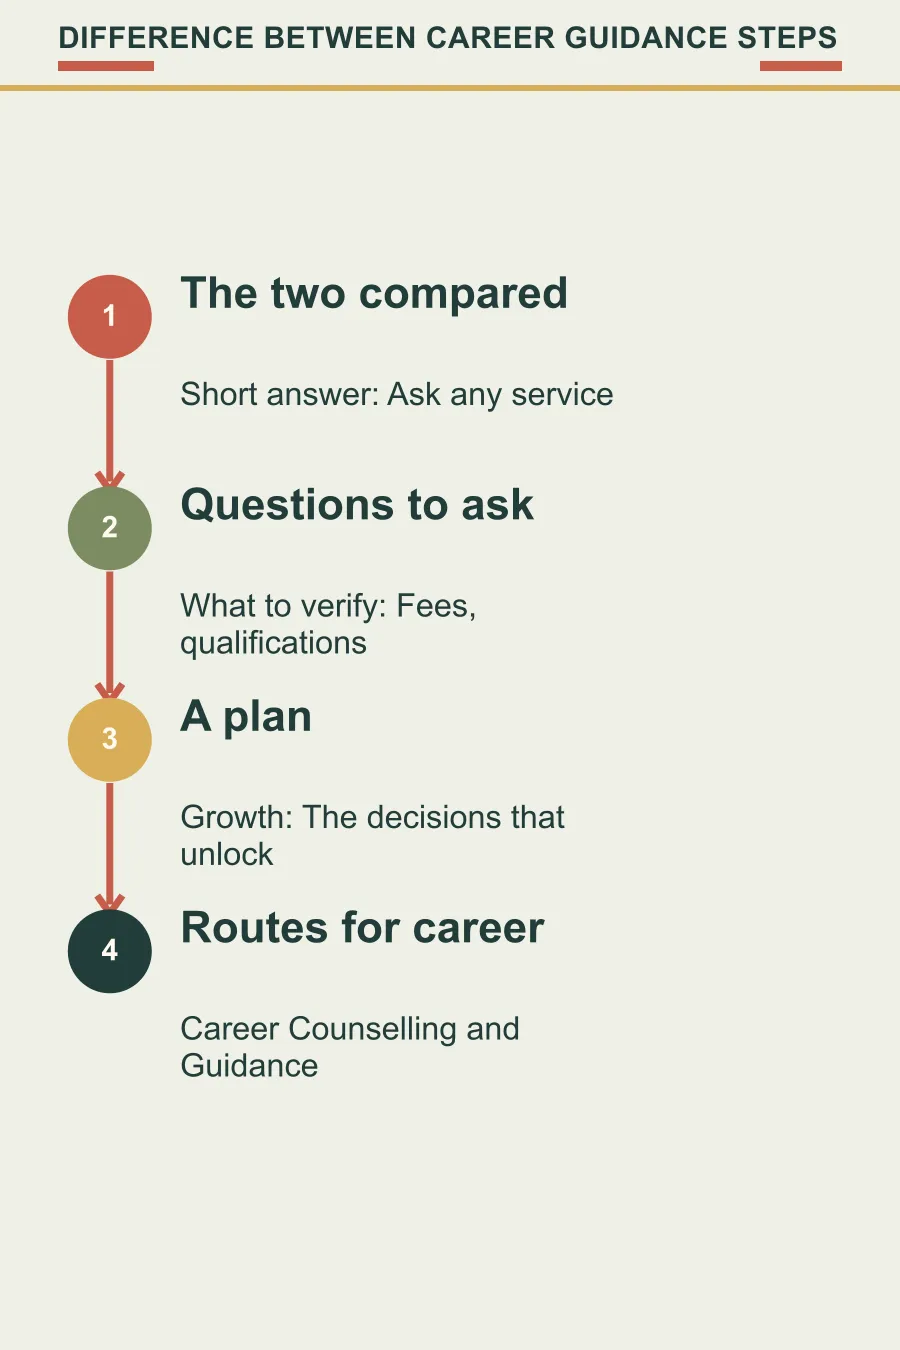 DIFFERENCE BETWEEN CAREER GUIDANCE STEPS
1
The two compared
Short answer: Ask any service
2
Questions to ask
What to verify: Fees,
qualifications
3
A plan
Growth: The decisions that
unlock
4
Routes for career
Career Counselling and
Guidance